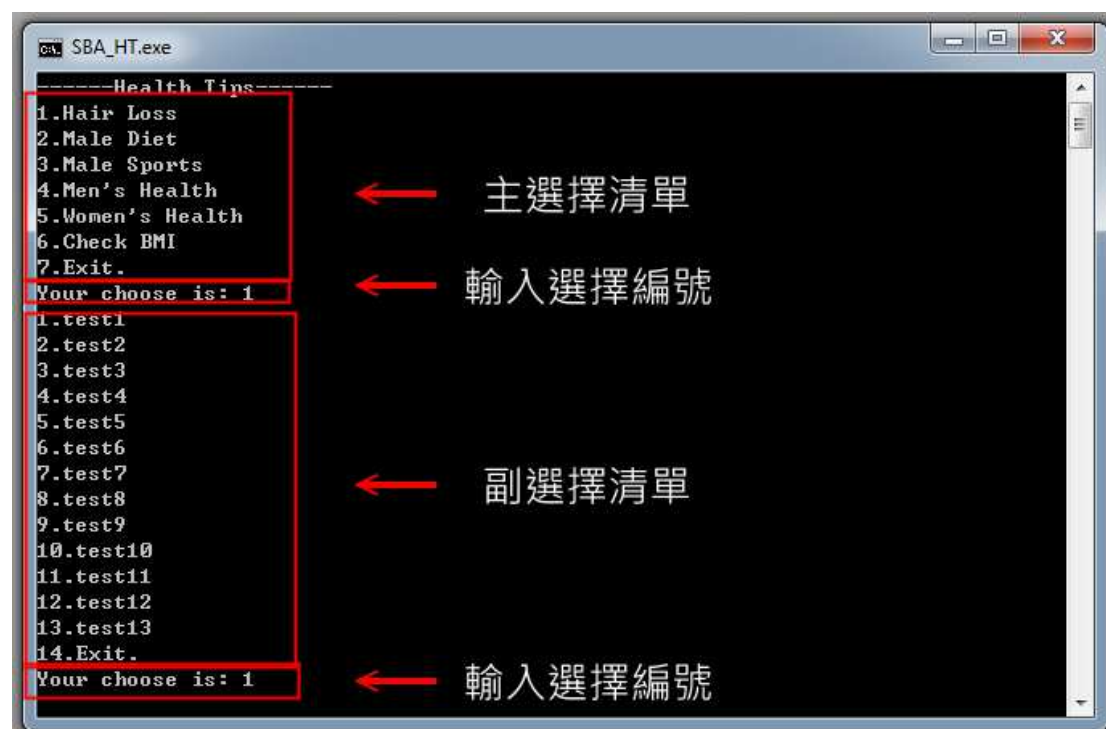 SBA_HT.exe
------Health Tips------
1.Hair Loss
2.Male Diet
3.Male Sports
4.Men's Health
5.Women's Health
6.Check BMI
7.Exit.
Your choose is: 1
1.test1
2.test2
3.test3
4.test4
5.test5
6.test6
7.test7
8.test8
9.test9
10.test10
11.test11
12.test12
13.test13
14.Exit.
Your choose is: 1
主選擇清單
輸入選擇編號
副選擇清單
輸入選擇編號